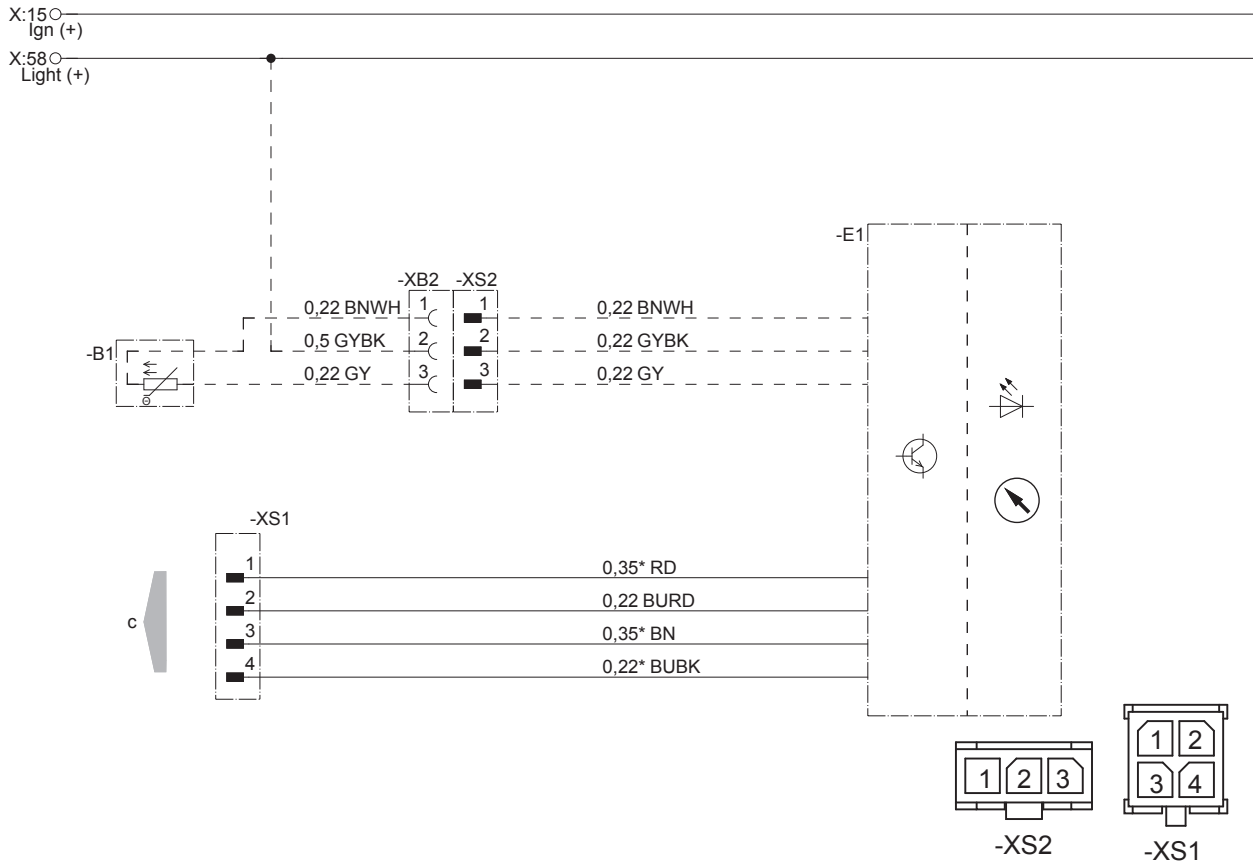 X:15
Ign (+)
X:58
Light (+)
-E1
-XB2 -XS2
0,22 BNWH 1 1 0,22 BNWH
0,5 GYBK 2 2 0,22 GYBK
-B1
0,22 GY 3 3 0,22 GY
Θ
-XS1
1 0,35* RD
2 0,22 BURD
c
3 0,35* BN
4 0,22* BUBK
1 2 3
-XS2
1 2
3 4
-XS1